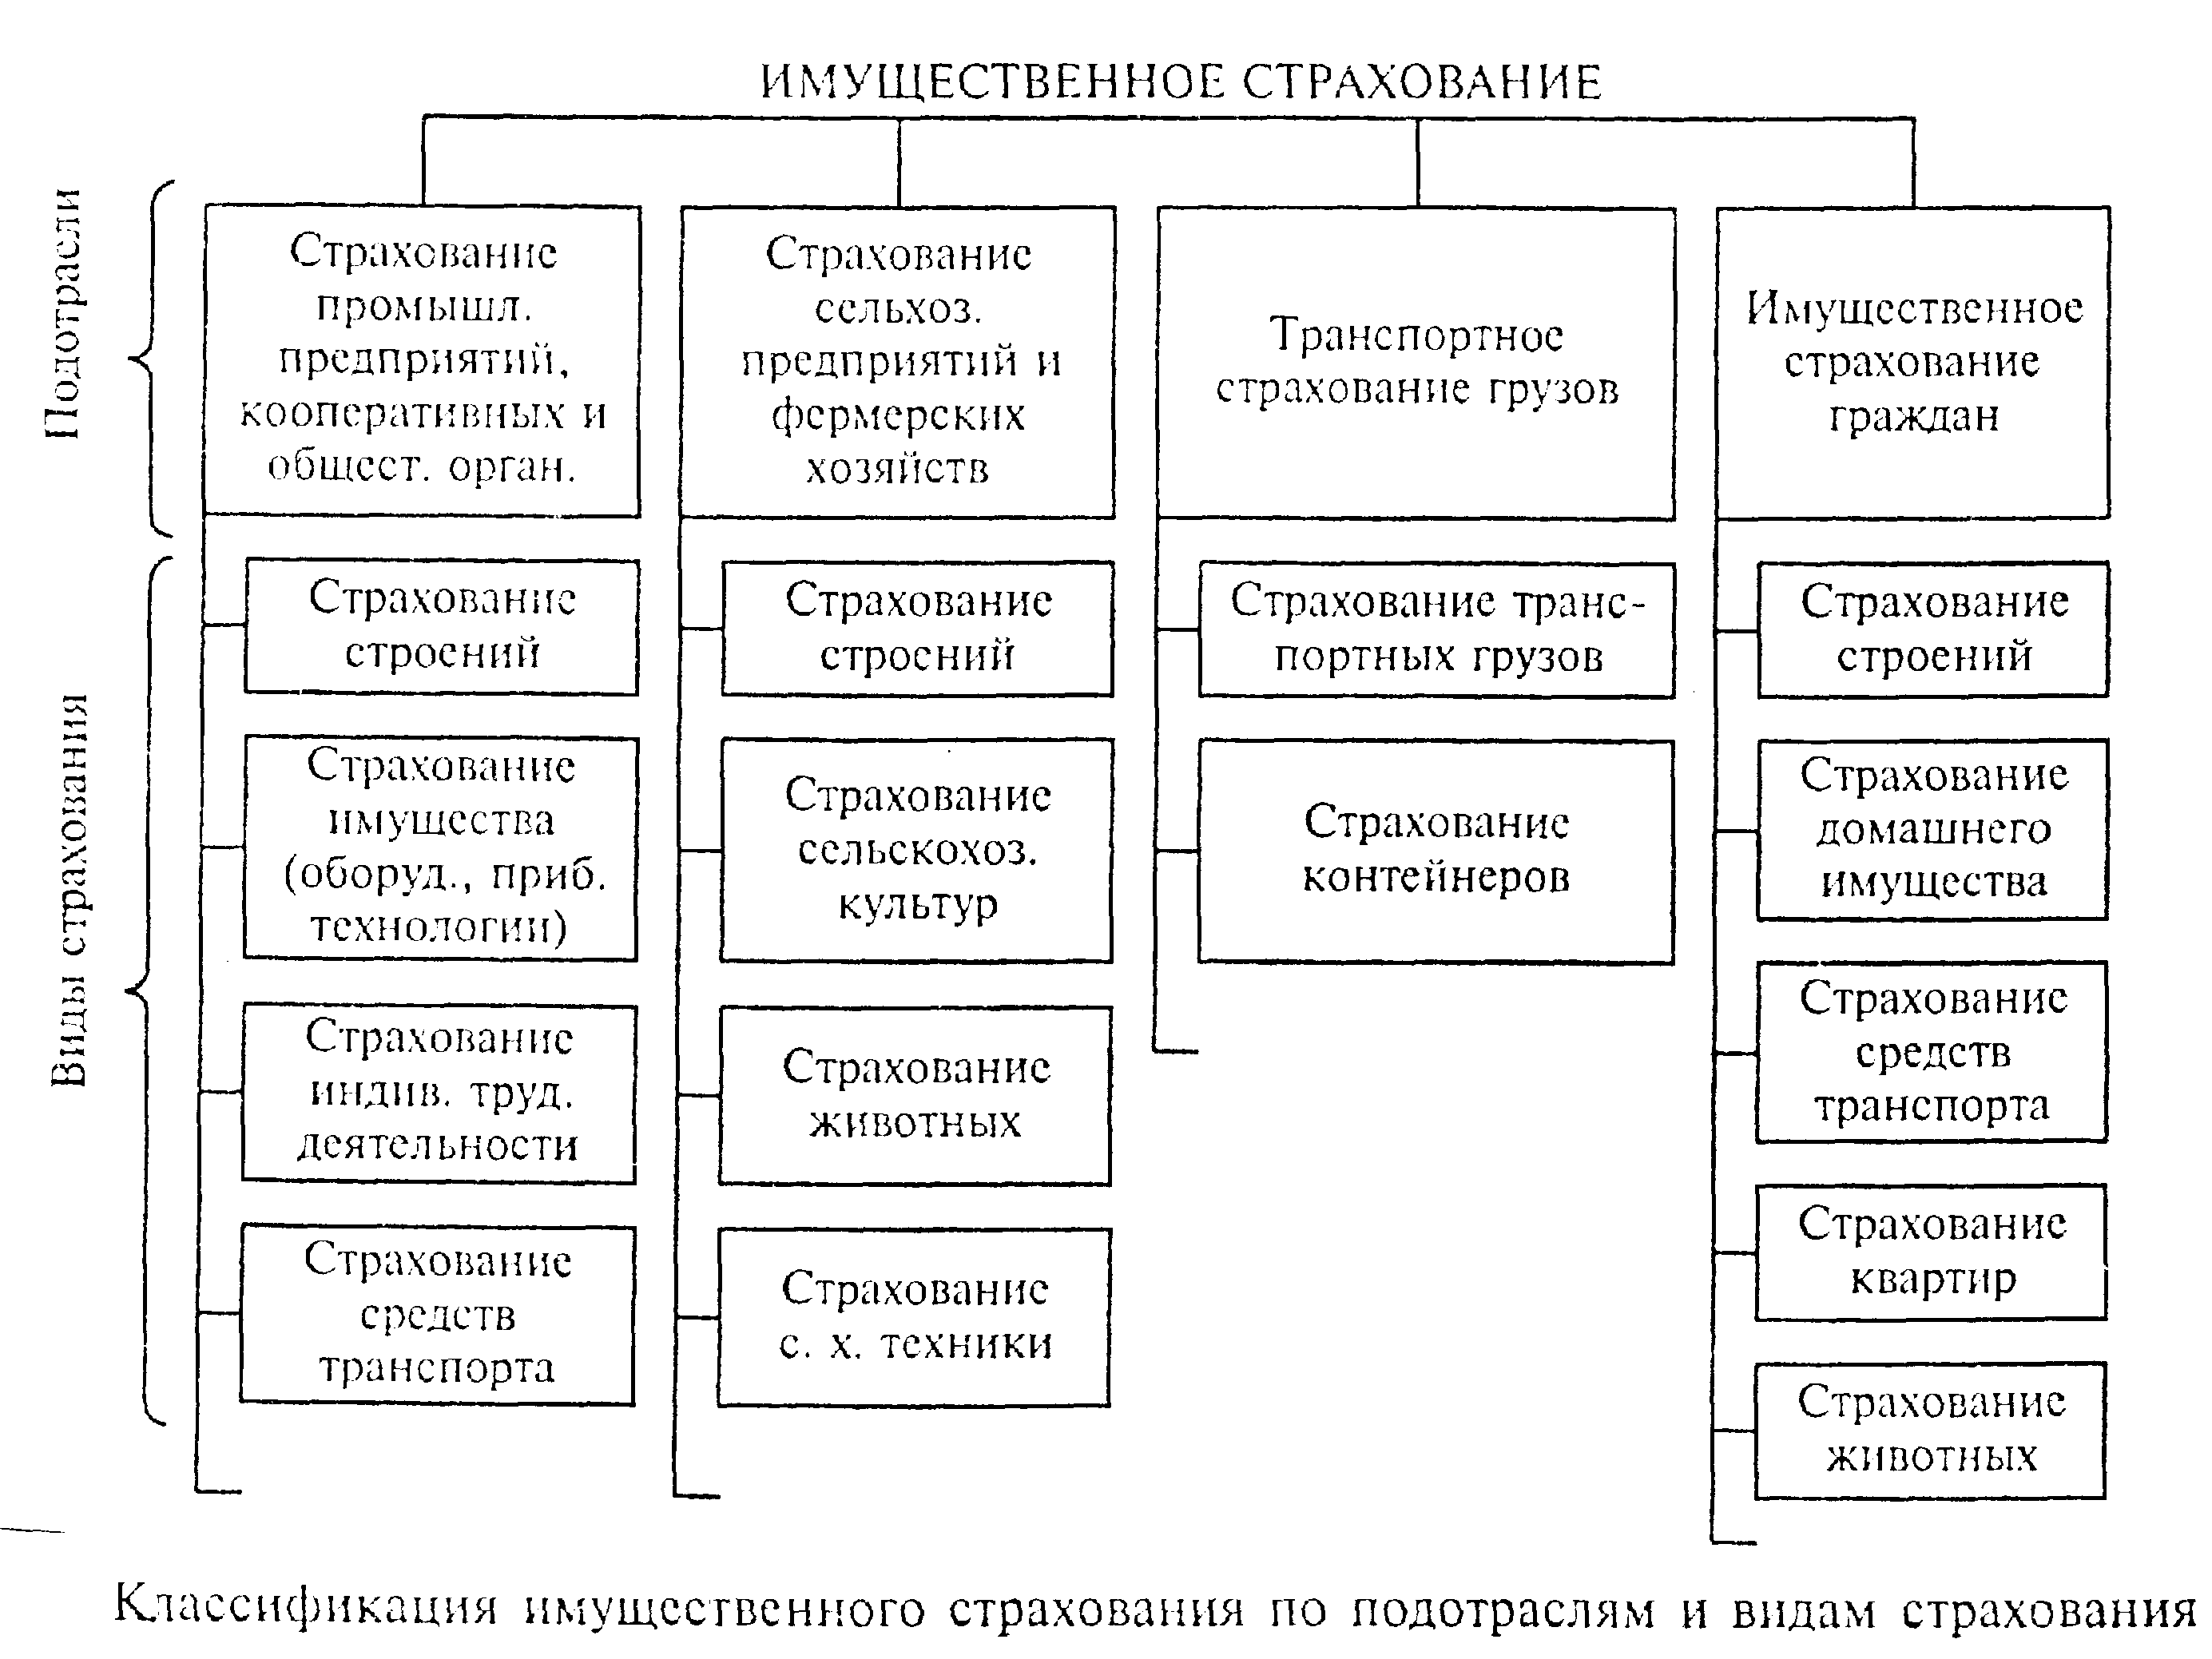 ИМУЩЕСТВЕННОЕ СТРАХОВАНИЕ
Подотрасли
Страхование
промышл.
предприятий,
кооперативных и
общест. орган.
Страхование
сельхоз.
предприятий и
фермерских
хозяйств
Транспортное
страхование грузов
Имущественное
страхование
граждан
Виды страхования
Страхование
строений
Страхование
имущества
(оборуд., приб.
технологии)
Страхование
индив. труд.
деятельности
Страхование
средств
транспорта
Страхование
строений
Страхование
сельскохоз.
культур
Страхование
животных
Страхование
с. х. техники
Страхование транс-
портных грузов
Страхование
контейнеров
Страхование
строений
Страхование
домашнего
имущества
Страхование
средств
транспорта
Страхование
квартир
Страхование
животных
Классификация имущественного страхования по подотраслям и видам страхования